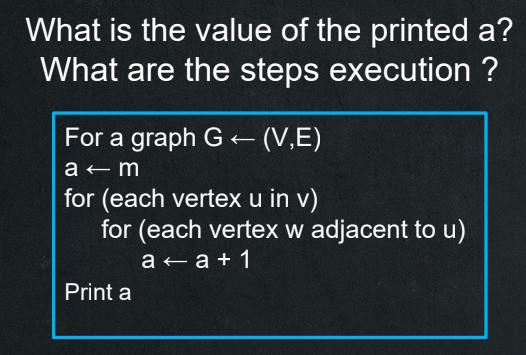 What is the value of the printed a?
What are the steps execution ?
For a graph G ← (V,E)
a ← m
for (each vertex u in v)
for (each vertex w adjacent to u)
a ← a + 1
Print a